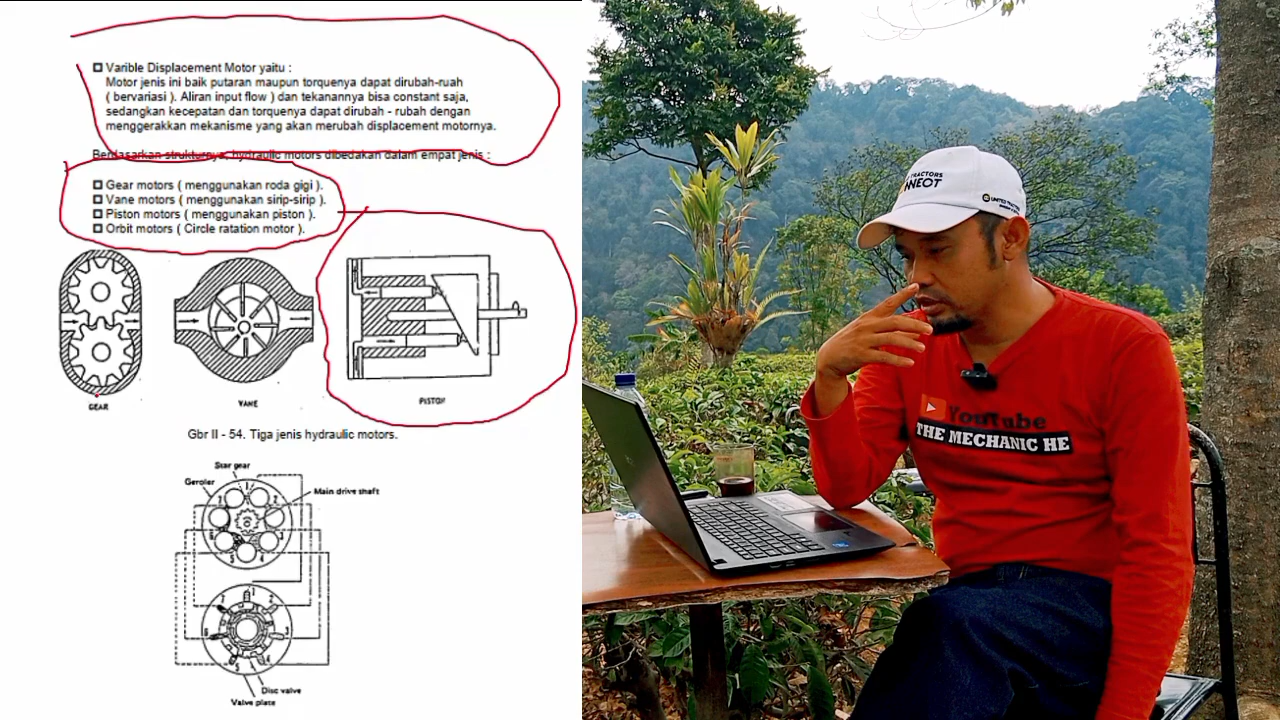 Varible Displacement Motor yaitu :
Motor jenis ini baik putaran maupun torquenya dapat dirubah-ruah
( bervariasi ). Aliran input flow ) dan tekanannya bisa constant saja,
sedangkan kecepatan dan torquenya dapat dirubah - rubah dengan
menggerakkan mekanisme yang akan merubah displacement motornya.
Berdasarkan strukturnya, hydraulic motors dibedakan dalam empat jenis :
Gear motors ( menggunakan roda gigi ).
Vane motors ( menggunakan sirip-sirip ).
Piston motors ( menggunakan piston ).
Orbit motors ( Circle ratation motor ).
GEAR
VANE
PISTON
Gbr II - 54. Tiga jenis hydraulic motors.
Star gear
Geroler
Main drive shaft
Disc valve
Valve plate
TRACTORS
UNITED TRACTORS
YouTube
THE MECHANIC HE